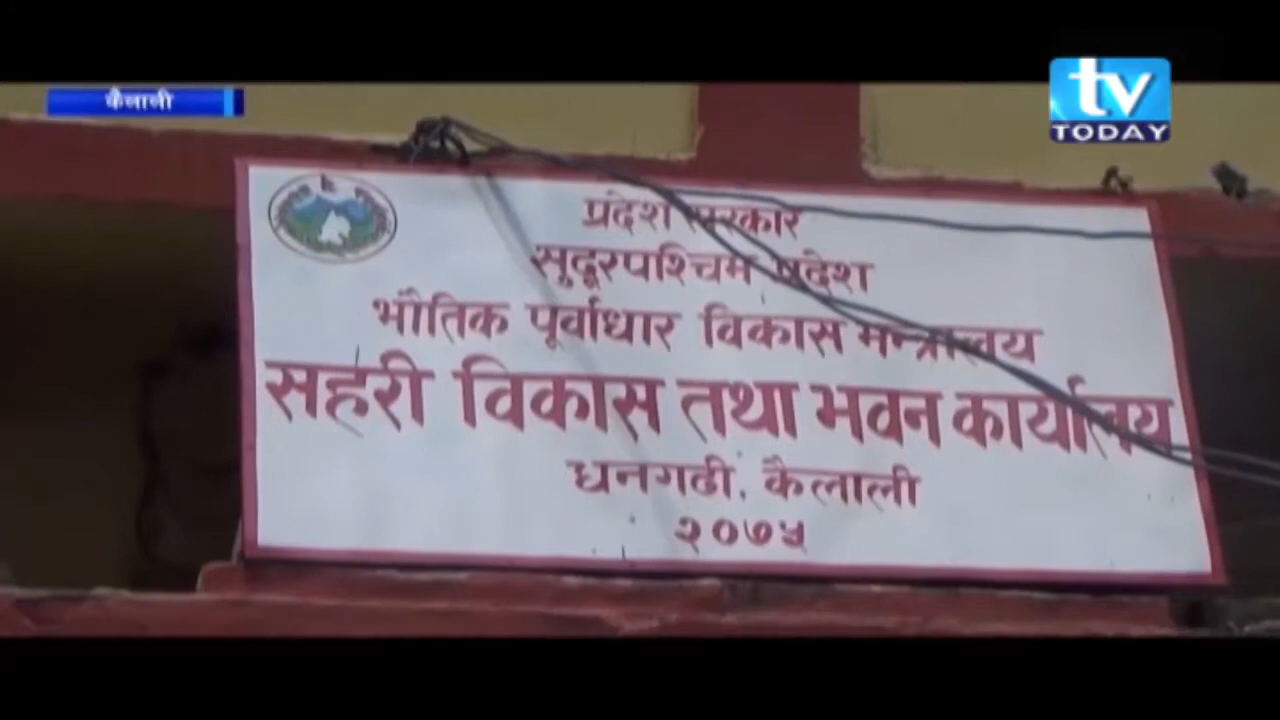 कैलाली
tv
TODAY
प्रदेश सरकार
सुदूरपश्चिम प्रदेश
भौतिक पूर्वाधार विकास मन्त्रालय
सहरी विकास तथा भवन कार्यालय
धनगढी, कैलाली
२०७५